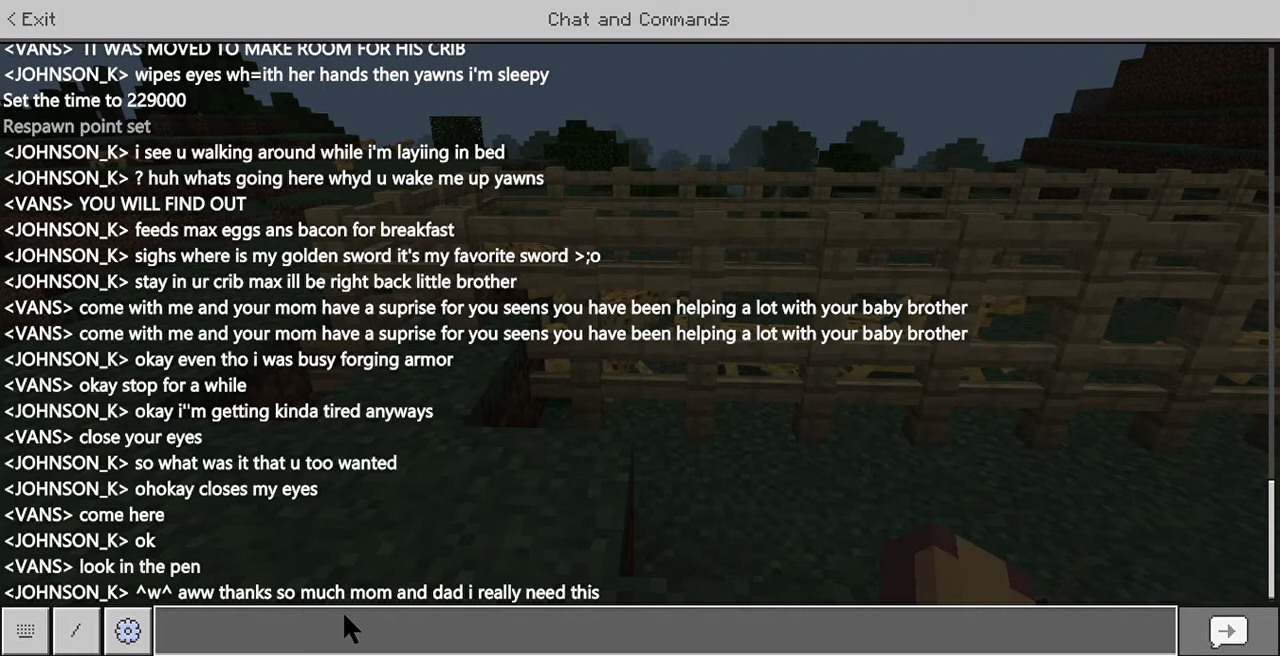 < Exit
Chat and Commands
<VANS> IT WAS MOVED TO MAKE ROOM FOR HIS CRIB
<JOHNSON_K> wipes eyes wh=ith her hands then yawns i'm sleepy
Set the time to 229000
Respawn point set
<JOHNSON_K> i see u walking around while i'm layiing in bed
<JOHNSON_K> ? huh whats going here whyd u wake me up yawns
<VANS> YOU WILL FIND OUT
<JOHNSON_K> feeds max eggs ans bacon for breakfast
<JOHNSON_K> sighs where is my golden sword it's my favorite sword >;o
<JOHNSON_K> stay in ur crib max ill be right back little brother
<VANS> come with me and your mom have a suprise for you seens you have been helping a lot with your baby brother
<VANS> come with me and your mom have a suprise for you seens you have been helping a lot with your baby brother
<JOHNSON_K> okay even tho i was busy forging armor
<VANS> okay stop for a while
<JOHNSON_K> okay i''m getting kinda tired anyways
<VANS> close your eyes
<JOHNSON_K> so what was it that u too wanted
<JOHNSON_K> ohokay closes my eyes
<VANS> come here
<JOHNSON_K> ok
<VANS> look in the pen
<JOHNSON_K> ^w^ aww thanks so much mom and dad i really need this
/